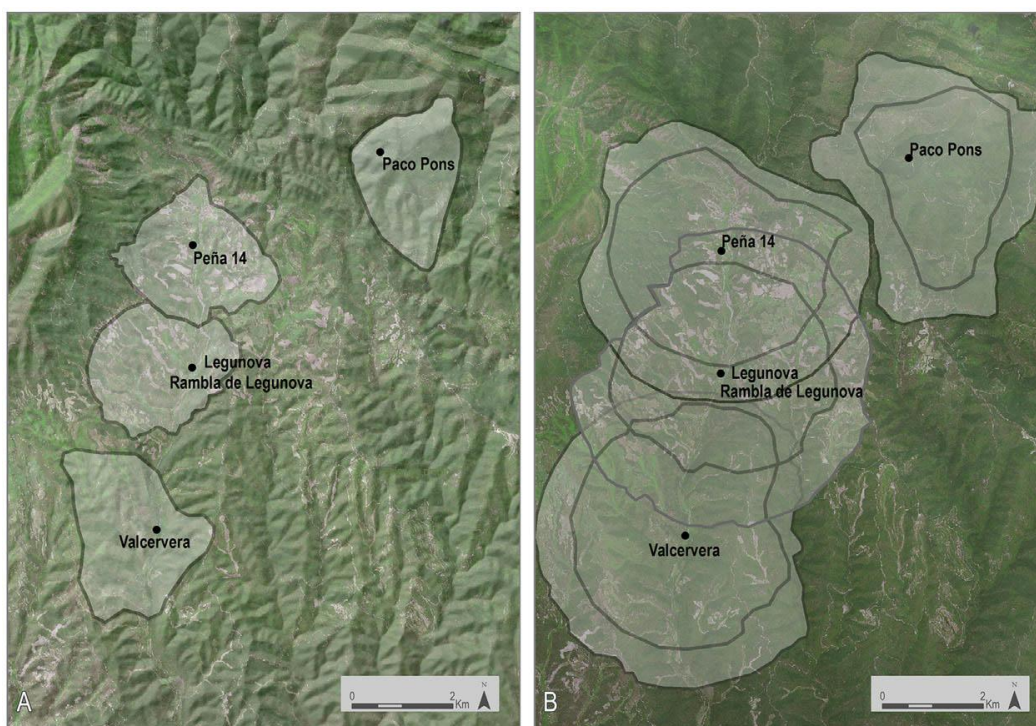 Paco Pons
Peña 14
Legunova
Rambla de Legunova
Valcervera
A
0 2
Km
N
Paco Pons
Peña 14
Legunova
Rambla de Legunova
Valcervera
B
0 2
Km
N